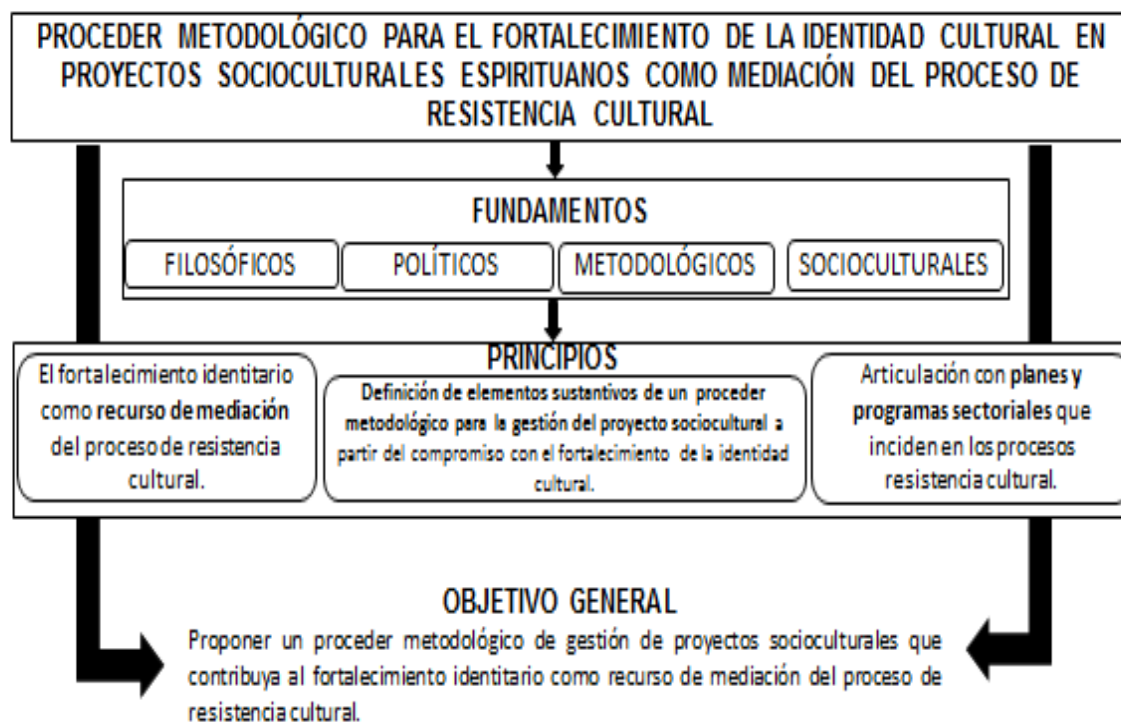 PROCEDER METODOLÓGICO PARA EL FORTALECIMIENTO DE LA IDENTIDAD CULTURAL EN
PROYECTOS SOCIOCULTURALES ESPIRITUANOS COMO MEDIACIÓN DEL PROCESO DE
RESISTENCIA CULTURAL
FUNDAMENTOS
FILOSÓFICOS
POLÍTICOS
METODOLÓGICOS
SOCIOCULTURALES
PRINCIPIOS
El fortalecimiento identitario
como recurso de mediación
del proceso de resistencia
cultural.
Definición de elementos sustantivos de un proceder
metodológico para la gestión del proyecto sociocultural a
partir del compromiso con el fortalecimiento de la identidad
cultural.
Articulación con planes y
programas sectoriales que
inciden en los procesos
resistencia cultural.
OBJETIVO GENERAL
Proponer un proceder metodológico de gestión de proyectos socioculturales que
contribuya al fortalecimiento identitario como recurso de mediación del proceso de
resistencia cultural.